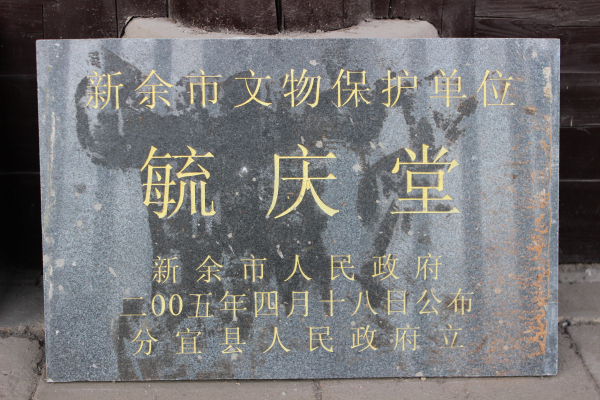 新余市文物保护单位
毓庆堂
新余市人民政府
二00五年四月十八日公布
分宜县人民政府立